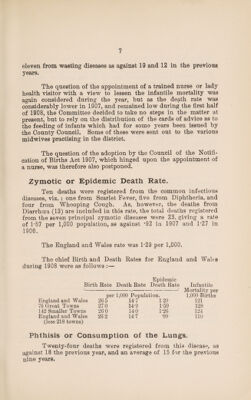 7
eleven from wasting diseases as against 19 and 12 in the previous
years.
The question of the appointment of a trained nurse or lady
health visitor with a view to lessen the infantile mortality was
again considered during the year, but as the death rate was
considerably lower in 1907, and remained low during the first half
of 1908, the Committee decided to take no steps in the matter at
present, but to rely on the distribution of the cards of advice as to
the feeding of infants which had for some years been issued by
the County Council. Some of these were sent out to the various
midwives practising in the district.
The question of the adoption by the Council of the Notifi-
cation of Births Act 1907, which hinged upon the appointment of
a nurse, was therefore also postponed.
Zymotic or Epidemic Death Rate.
Ten deaths were registered from the common infectious
diseases, viz.; one from Scarlet Fever, five from Diphtheria, and
four from Whooping Cough. As, however, the deaths from
Diarrhœa (13) are included in this rate, the total deaths registered
from the seven principal zymotic diseases were 23, giving a rate
of 1·57 per 1,000 population, as against ·92 in 1907 and 1·27 in
1906.
The England and Wales rate was 1·29 per 1,000.
The chief Birth and Death Rates for England and Wales
during 1908 were as follows :—
Epidemic
Birth Rate Death Rate Death Rate Infantile
Mortality per
per 1,000 Population. 1,000 Births
England and Wales 26·5 14·7 1·29 121
76 Great Towns 27·0 14·9 1·59 128
142 Smaller Towns 26·0 14·0 1·26 124
England and Wales 26·2 14·7 ·99 110
(less 218 towns)
Phthisis or Consumption of the Lungs.
Twenty-four deaths were registered from this disease, as
against 18 the previous year, and an average of 15 for the previous
nine years.